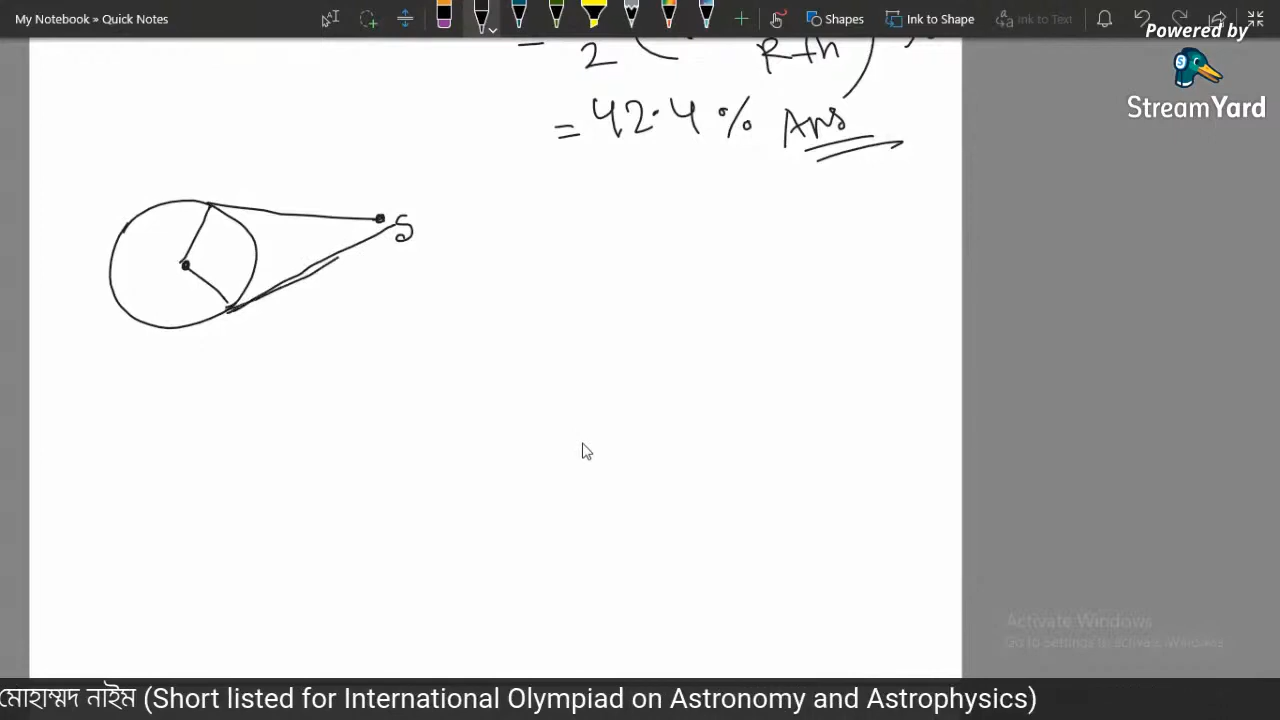 My Notebook » Quick Notes
Shapes
Ink to Shape
Ink to Text
Powered by
StreamYard
2
R+h
= 42.4 % Ans
S
Activate Windows
Go to Settings to activate Windows.
মোহাম্মদ নাইম (Short listed for International Olympiad on Astronomy and Astrophysics)